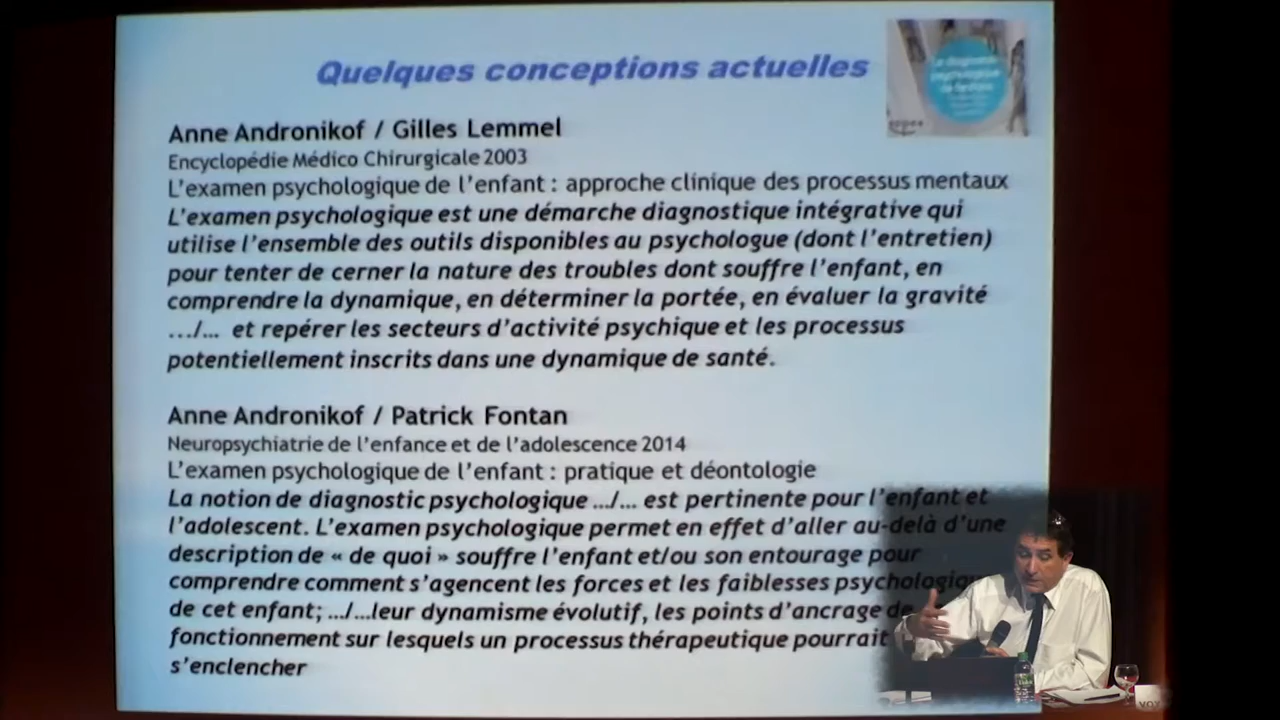 Quelques conceptions actuelles
Anne Andronikof / Gilles Lemmel
Encyclopédie Médico Chirurgicale 2003
L'examen psychologique de l'enfant : approche clinique des processus mentaux
L'examen psychologique est une démarche diagnostique intégrative qui
utilise l'ensemble des outils disponibles au psychologue (dont l'entretien)
pour tenter de cerner la nature des troubles dont souffre l'enfant, en
comprendre la dynamique, en déterminer la portée, en évaluer la gravité
.../... et repérer les secteurs d'activité psychique et les processus
potentiellement inscrits dans une dynamique de santé.
Anne Andronikof / Patrick Fontan
Neuropsychiatrie de l'enfance et de l'adolescence 2014
L'examen psychologique de l'enfant : pratique et déontologie
La notion de diagnostic psychologique .../... est pertinente pour l'enfant et
l'adolescent. L'examen psychologique permet en effet d'aller au-delà d'une
description de « de quoi » souffre l'enfant et/ou son entourage pour
comprendre comment s'agencent les forces et les faiblesses psychologiq
de cet enfant; .../...leur dynamisme évolutif, les points d'ancrage de
fonctionnement sur lesquels un processus thérapeutique pourrait
s'enclencher
VOX